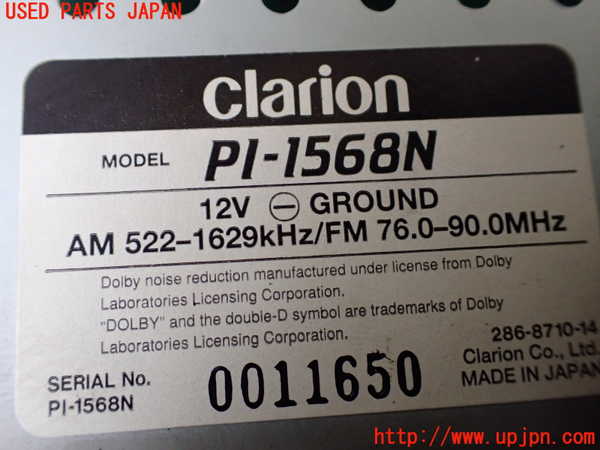 USED PARTS JAPAN
Clarion
MODEL PI-1568N
12V ⊖ GROUND
AM 522-1629kHz/FM 76.0-90.0MHz
Dolby noise reduction manufactured under license from Dolby
Laboratories Licensing Corporation.
"DOLBY" and the double-D symbol are trademarks of Dolby
Laboratories Licensing Corporation.
286-8710-14
SERIAL No.
PI-1568N
0011650
Clarion Co., Ltd.
MADE IN JAPAN
http://www.upjpn.com